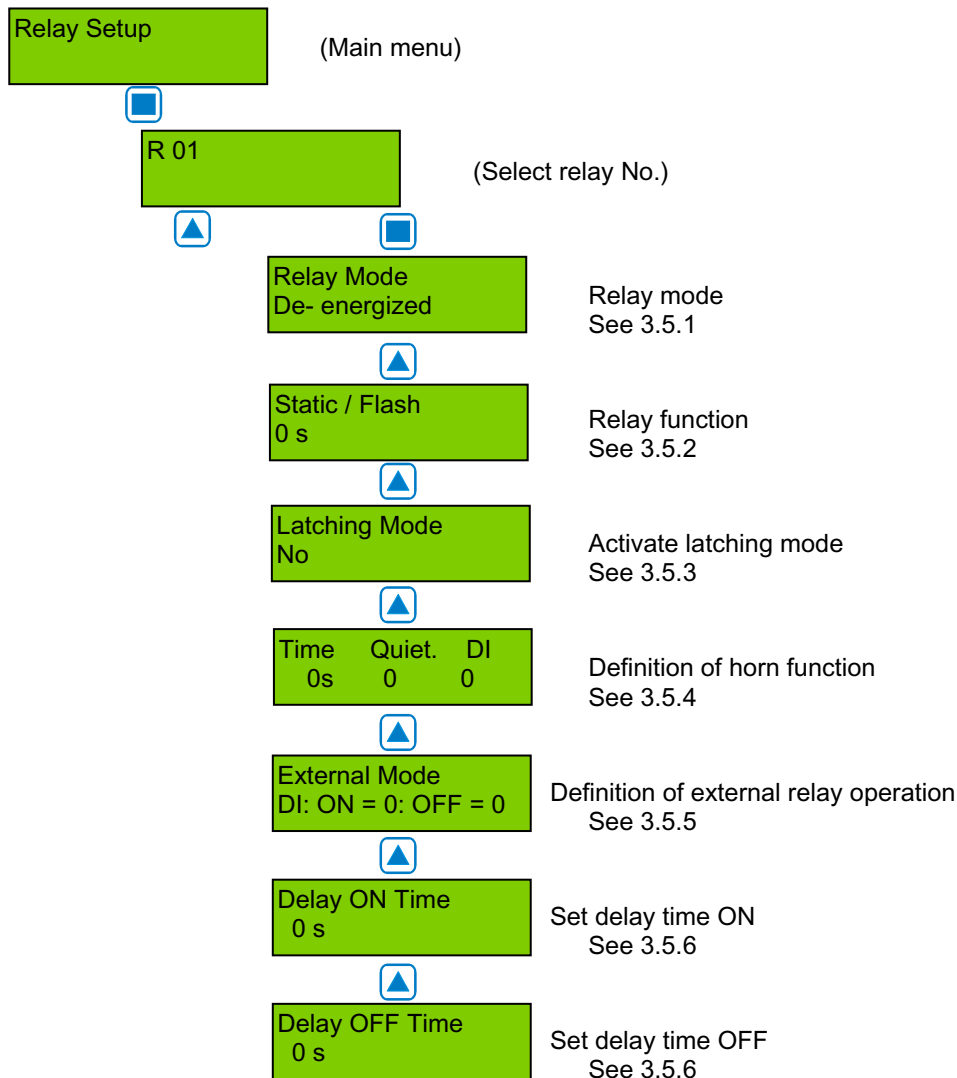 Relay Setup
(Main menu)
R 01
(Select relay No.)
Relay Mode
De- energized
Relay mode
See 3.5.1
Static / Flash
0 s
Relay function
See 3.5.2
Latching Mode
No
Activate latching mode
See 3.5.3
Time Quiet. DI
0s 0 0
Definition of horn function
See 3.5.4
External Mode
DI: ON = 0: OFF = 0
Definition of external relay operation
See 3.5.5
Delay ON Time
0 s
Set delay time ON
See 3.5.6
Delay OFF Time
0 s
Set delay time OFF
See 3.5.6